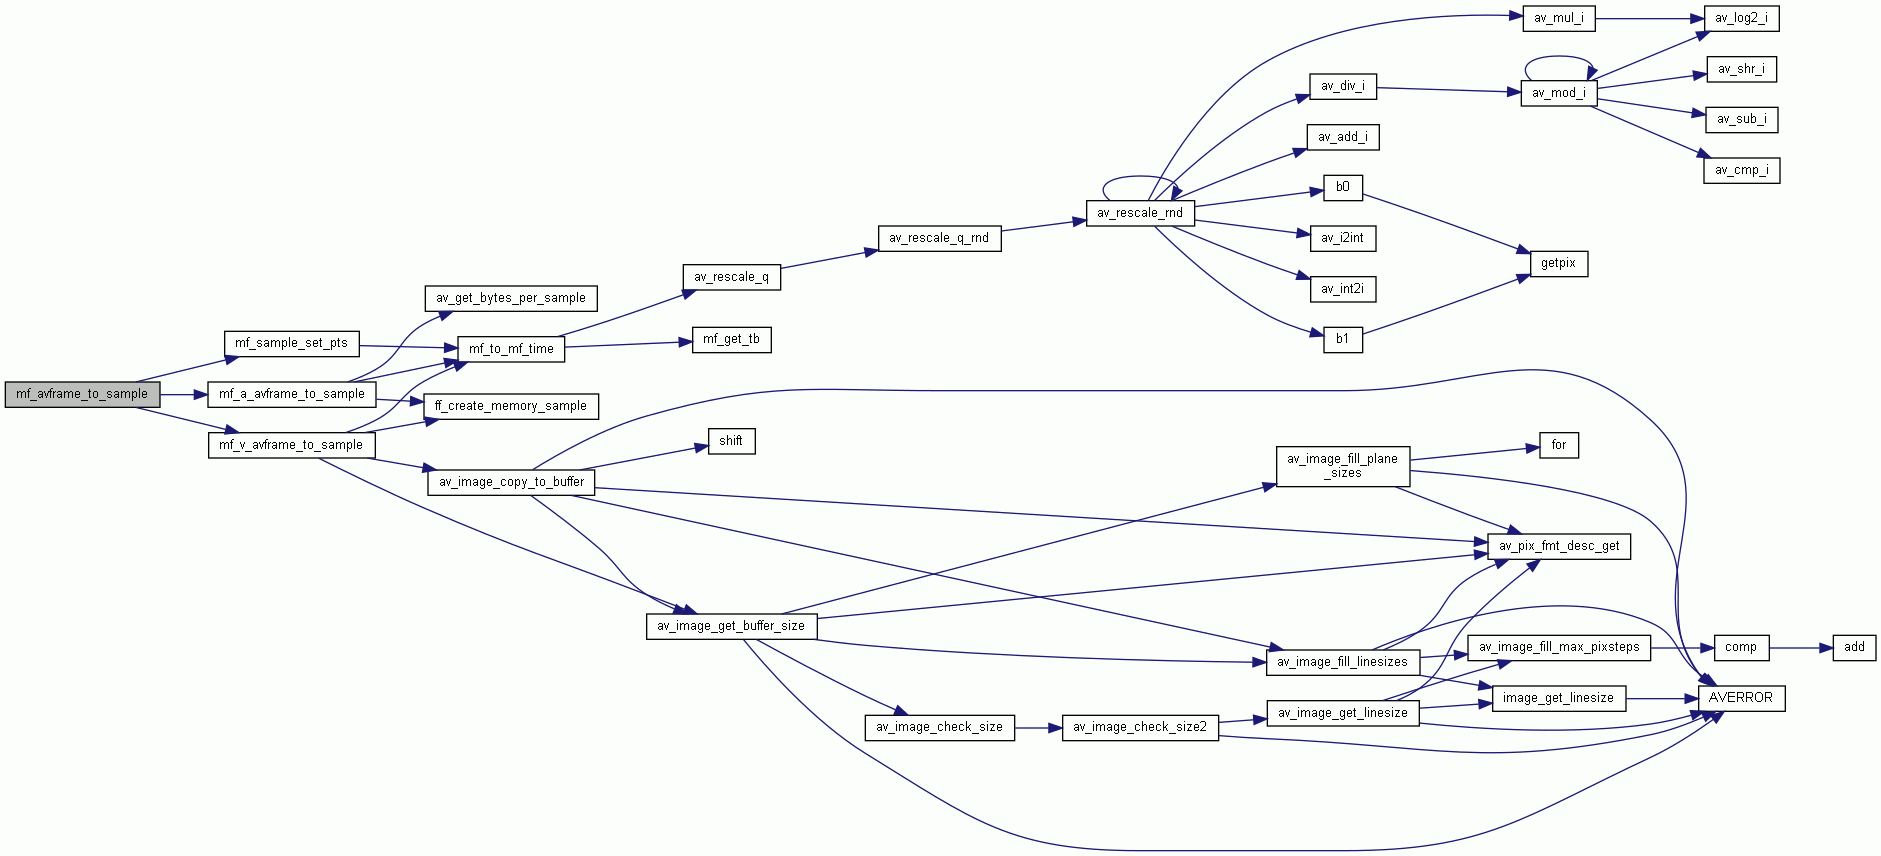 av_mul_i
av_log2_i
av_shr_i
av_div_i
av_mod_i
av_sub_i
av_add_i
av_cmp_i
b0
av_rescale_rnd
av_rescale_q_rnd
av_i2int
getpix
av_rescale_q
av_int2i
av_get_bytes_per_sample
mf_sample_set_pts
mf_to_mf_time
mf_get_tb
b1
mf_avframe_to_sample
mf_a_avframe_to_sample
ff_create_memory_sample
mf_v_avframe_to_sample
shift
for
av_image_fill_plane
_sizes
av_image_copy_to_buffer
av_pix_fmt_desc_get
av_image_get_buffer_size
av_image_fill_linesizes
av_image_fill_max_pixsteps
comp
add
image_get_linesize
AVERROR
av_image_get_linesize
av_image_check_size
av_image_check_size2